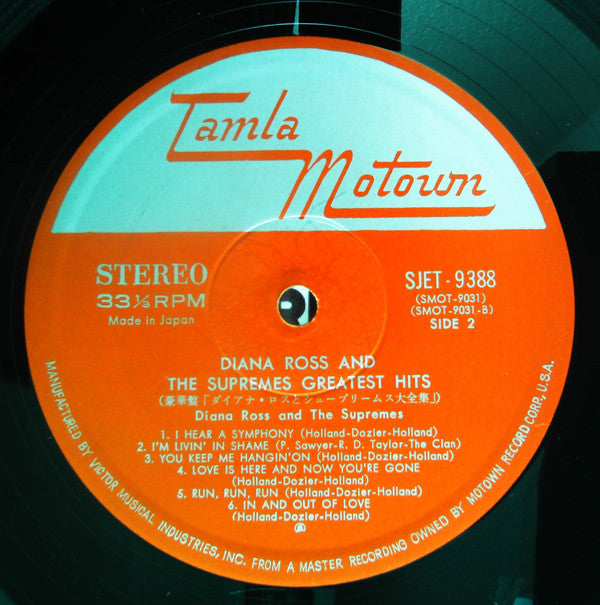 Tamla
Motown
STEREO
33 ⅓ RPM
Made in Japan
SJET - 9388
(SMOT-9031)
(SMOT-9031-B)
SIDE 2
DIANA ROSS AND
THE SUPREMES GREATEST HITS
(豪華盤「ダイアナ・ロスとシュープリームス大全集」)
Diana Ross and The Supremes
1. I HEAR A SYMPHONY (Holland-Dozier-Holland)
2. I'M LIVIN' IN SHAME (P. Sawyer-R. D. Taylor-The Clan)
3. YOU KEEP ME HANGIN'ON (Holland-Dozier-Holland)
4. LOVE IS HERE AND NOW YOU'RE GONE
(Holland-Dozier-Holland)
5. RUN, RUN, RUN (Holland-Dozier-Holland)
6. IN AND OUT OF LOVE
(Holland-Dozier-Holland)
MANUFACTURED BY VICTOR MUSICAL INDUSTRIES, INC. FROM A MASTER RECORDING OWNED BY MOTOWN RECORD CORP., U.S.A.